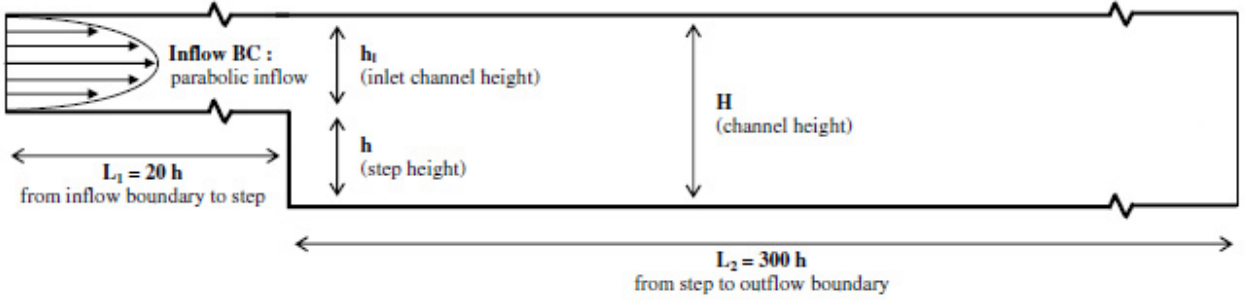 Inflow BC :
parabolic inflow
hᵢ
(inlet channel height)
H
(channel height)
h
(step height)
L₁ = 20 h
from inflow boundary to step
L₂ = 300 h
from step to outflow boundary